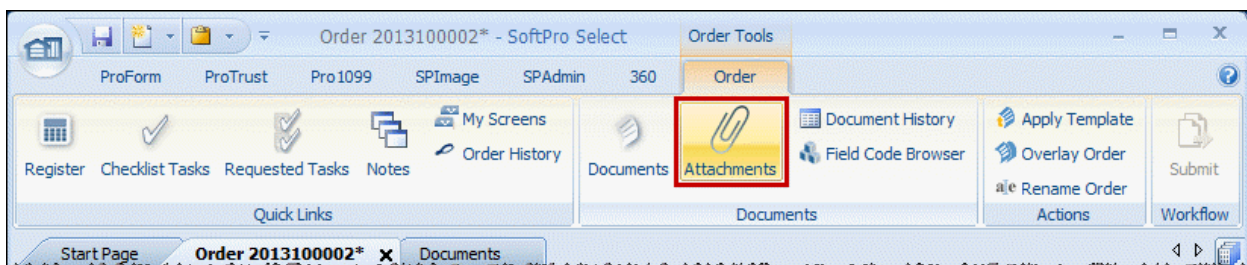 Order 2013100002* - SoftPro Select Order Tools
ProForm ProTrust Pro1099 SPImage SPAdmin 360 Order
Register Checklist Tasks Requested Tasks Notes
My Screens
Order History
Quick Links
Documents Attachments
Document History
Field Code Browser
Documents
Apply Template
Overlay Order
a|e Rename Order
Actions
Submit
Workflow
Start Page Order 2013100002* x Documents